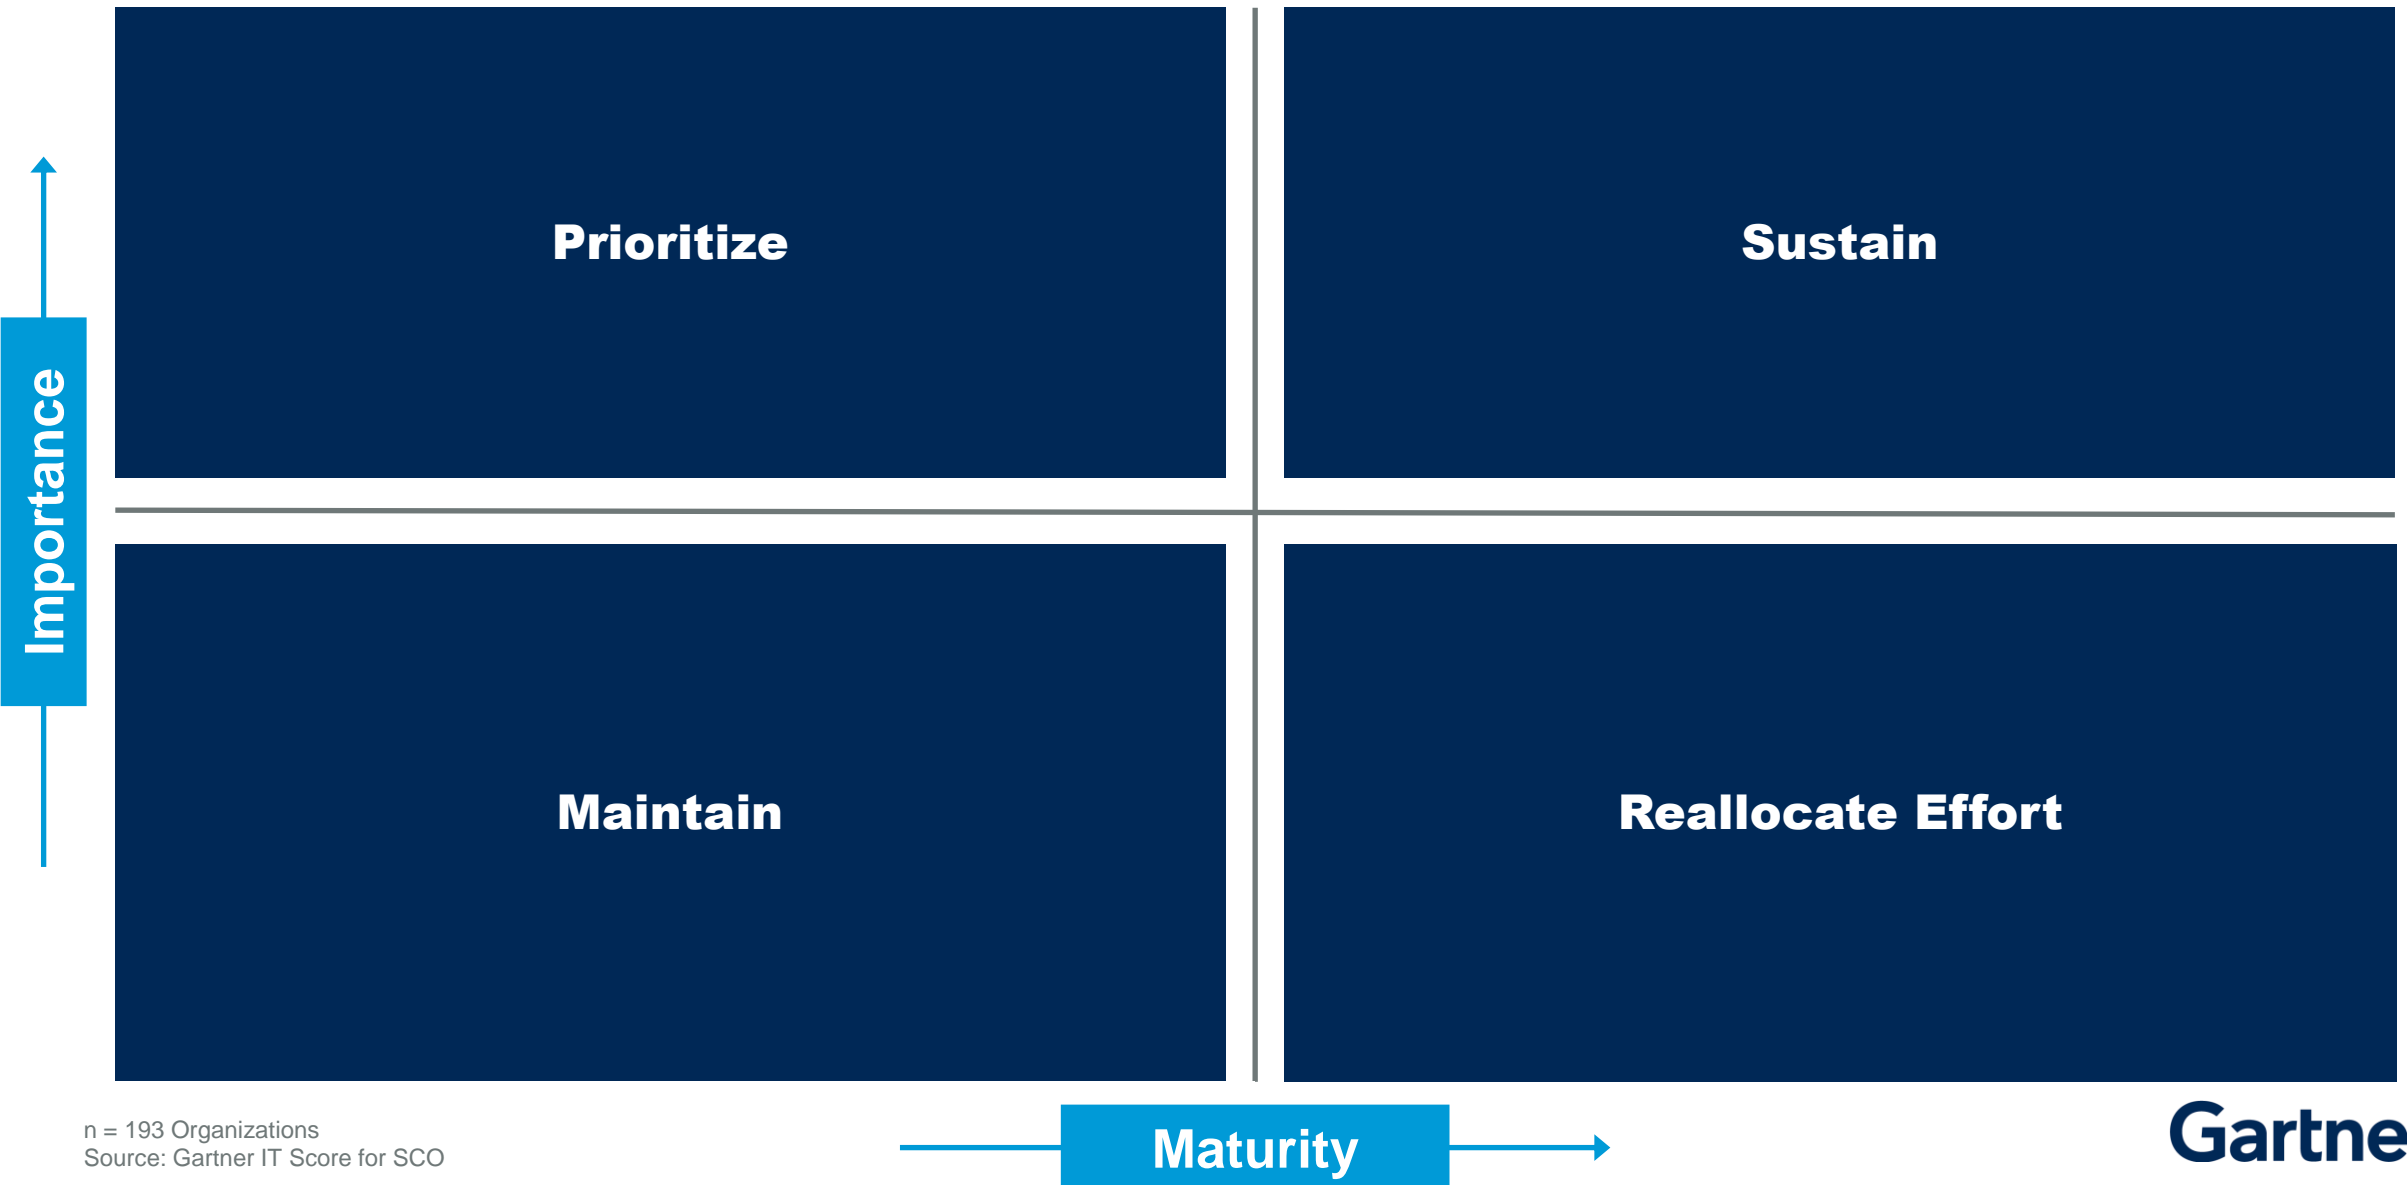 Prioritize
Sustain
Importance
Maintain
Reallocate Effort
n = 193 Organizations
Source: Gartner IT Score for SCO
Maturity
Gartne